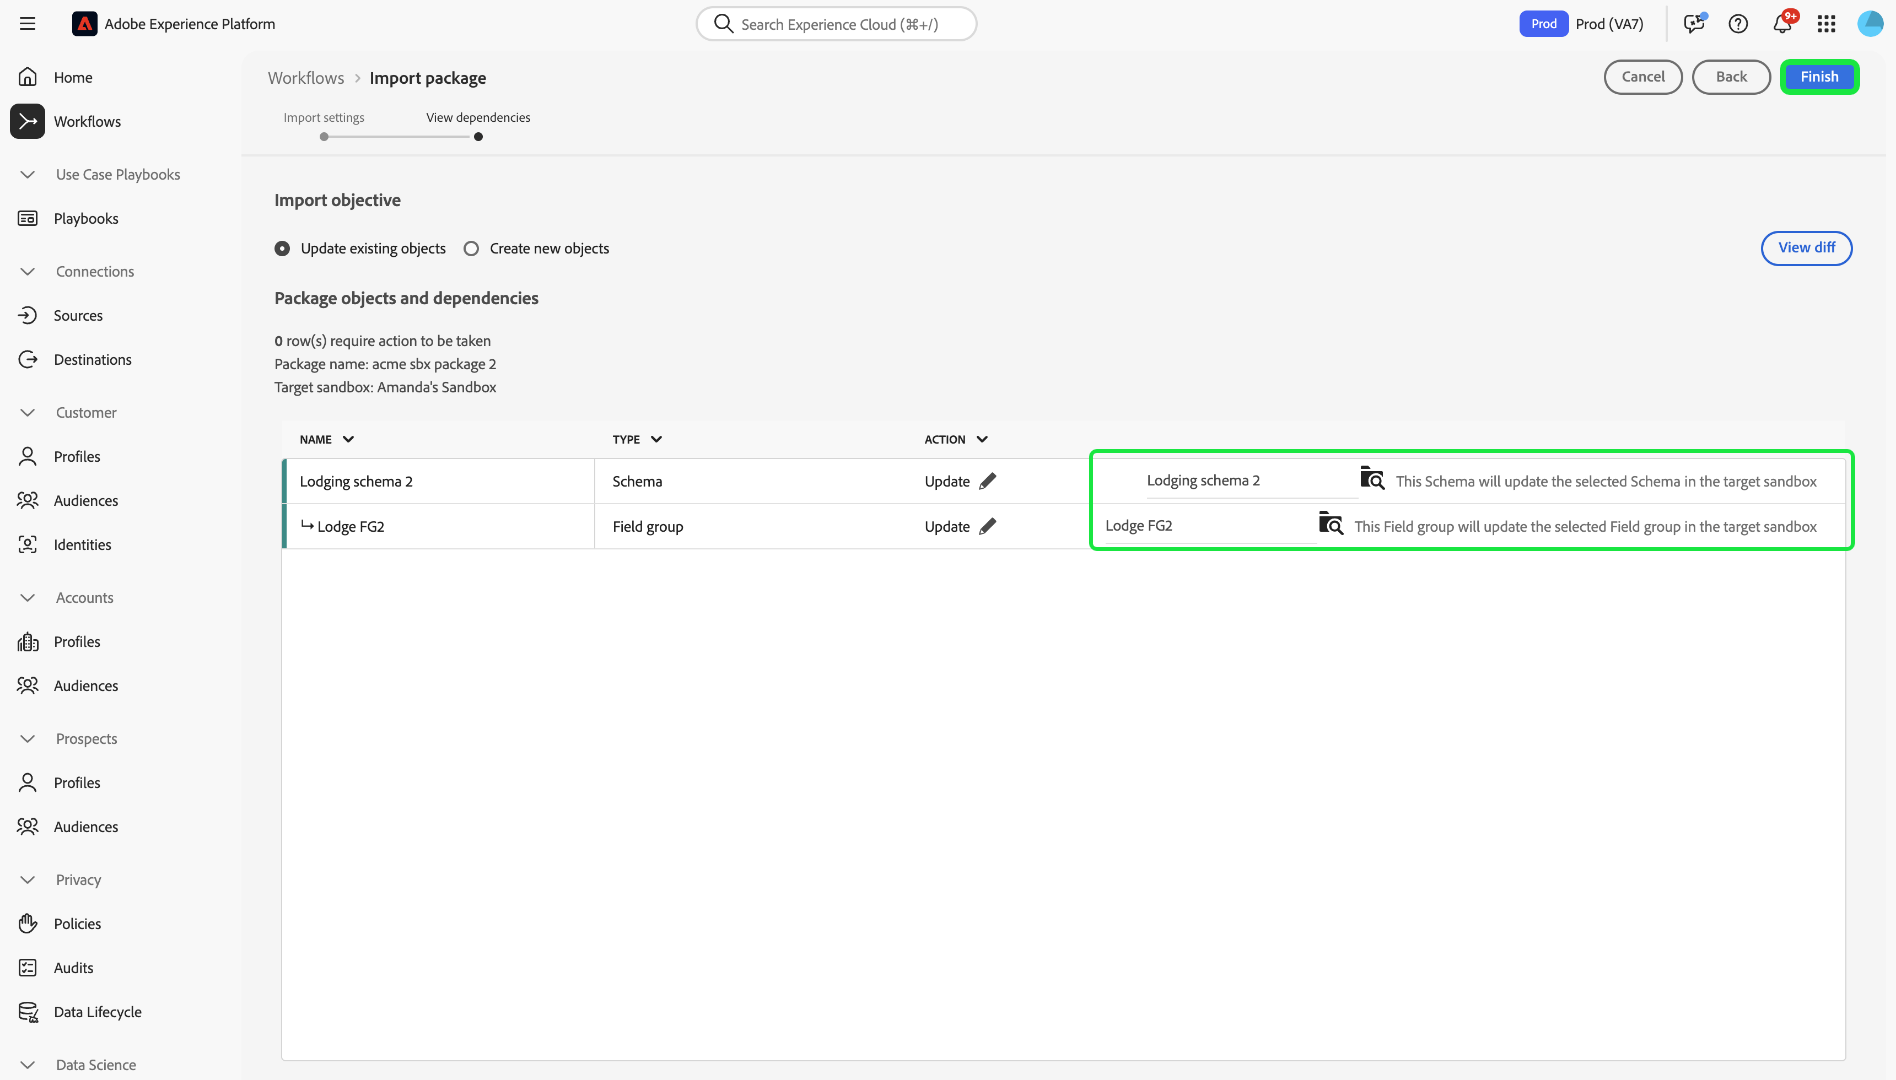 Adobe Experience Platform
Search Experience Cloud (⌘+/)
Prod
Prod (VA7)
9+
Home
Workflows
Use Case Playbooks
Playbooks
Connections
Sources
Destinations
Customer
Profiles
Audiences
Identities
Accounts
Profiles
Audiences
Prospects
Profiles
Audiences
Privacy
Policies
Audits
Data Lifecycle
Data Science
Workflows > Import package
Cancel
Back
Finish
Import settings
View dependencies
Import objective
Update existing objects
Create new objects
View diff
Package objects and dependencies
0 row(s) require action to be taken
Package name: acme sbx package 2
Target sandbox: Amanda's Sandbox
NAME TYPE ACTION
Lodging schema 2 Schema Update Lodging schema 2 This Schema will update the selected Schema in the target sandbox
Lodge FG2 Field group Update Lodge FG2 This Field group will update the selected Field group in the target sandbox